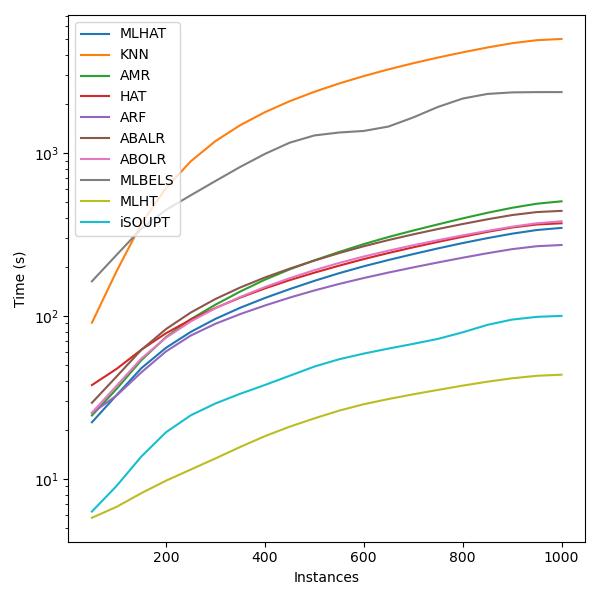 MLHAT
KNN
AMR
HAT
ARF
ABALR
ABOLR
MLBELS
MLHT
iSOUPT
Time (s)
10³
10²
10¹
200 400 600 800 1000
Instances